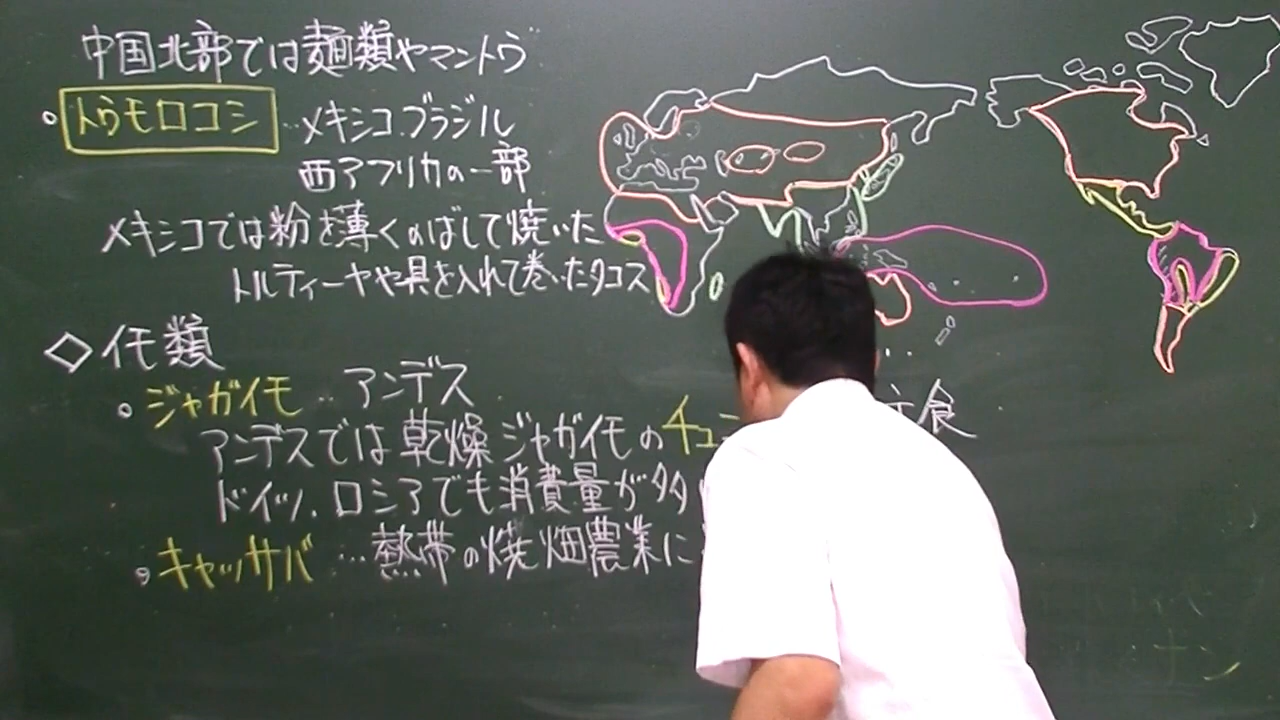 中国北部では麺類やマントウ
。トウモロコシ …メキシコ.ブラジル
西アフリカの一部
メキシコでは粉を薄くのばして焼いた
トルティーヤや具を入れて巻いたタコス
◇イモ類
。ジャガイモ ‥アンデス
アンデスでは乾燥ジャガイモのチュ 主食
ドイツ.ロシアでも消費量が多
。キャッサバ …熱帯の焼畑農業に